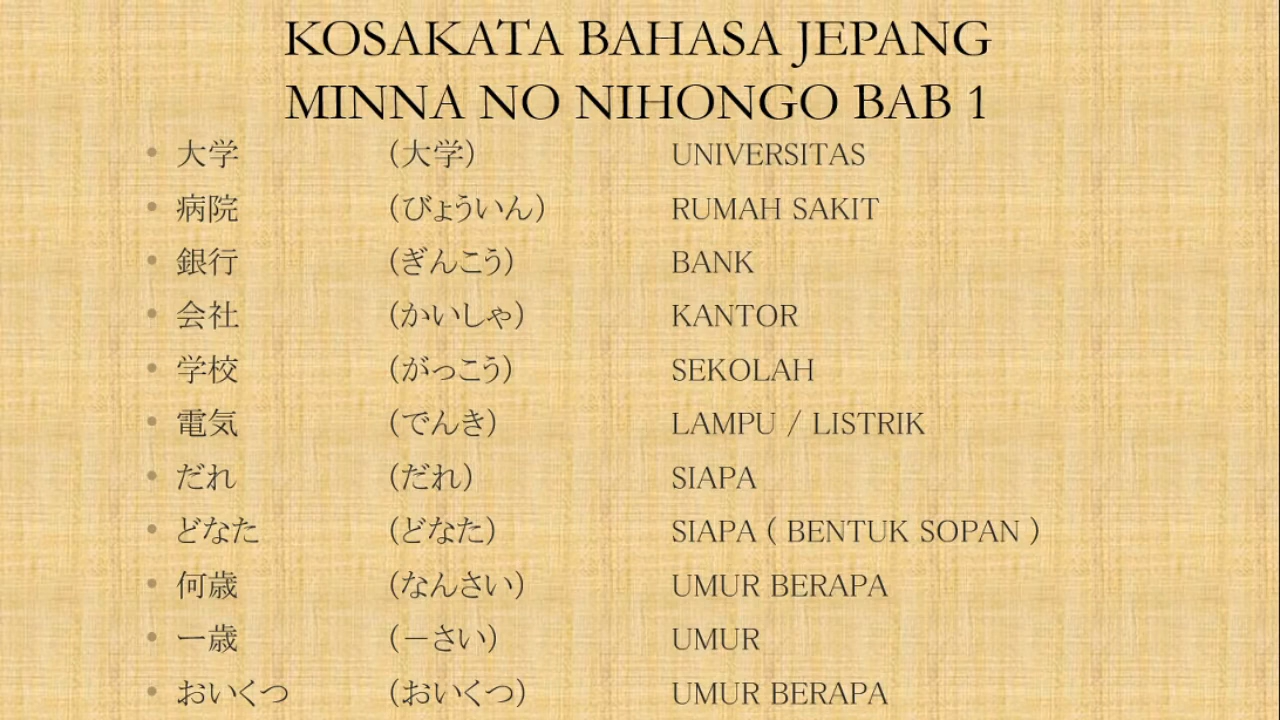 KOSAKATA BAHASA JEPANG
MINNA NO NIHONGO BAB 1
• 大学 (大学) UNIVERSITAS
• 病院 (びょういん) RUMAH SAKIT
• 銀行 (ぎんこう) BANK
• 会社 (かいしゃ) KANTOR
• 学校 (がっこう) SEKOLAH
• 電気 (でんき) LAMPU / LISTRIK
• だれ (だれ) SIAPA
• どなた (どなた) SIAPA ( BENTUK SOPAN )
• 何歳 (なんさい) UMUR BERAPA
• ー歳 (ーさい) UMUR
• おいくつ (おいくつ) UMUR BERAPA